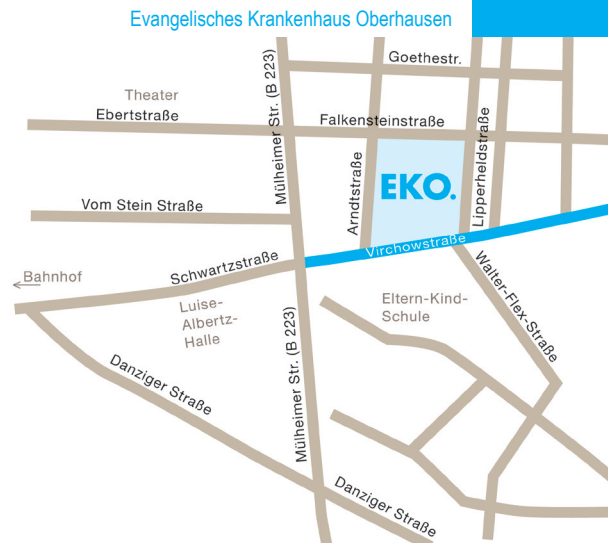 Evangelisches Krankenhaus Oberhausen
Goethestr.
Mülheimer Str. (B 223)
Theater
Ebertstraße
Falkensteinstraße
Lipperheldstraße
Arndtstraße
EKO.
Vom Stein Straße
Virchowstraße
Schwartzstraße
Bahnhof
Walter-Flex-Straße
Eltern-Kind-
Schule
Luise-
Albertz-
Halle
Mülheimer Str. (B 223)
Danziger Straße
Danziger Straße